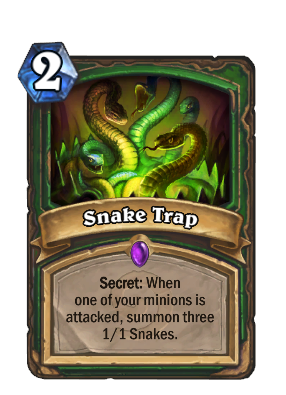 2
Snake Trap
Secret: When
one of your minions is
attacked, summon three
1/1 Snakes.